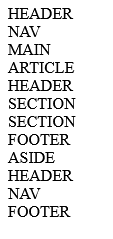 HEADER
NAV
MAIN
ARTICLE
HEADER
SECTION
SECTION
FOOTER
ASIDE
HEADER
NAV
FOOTER